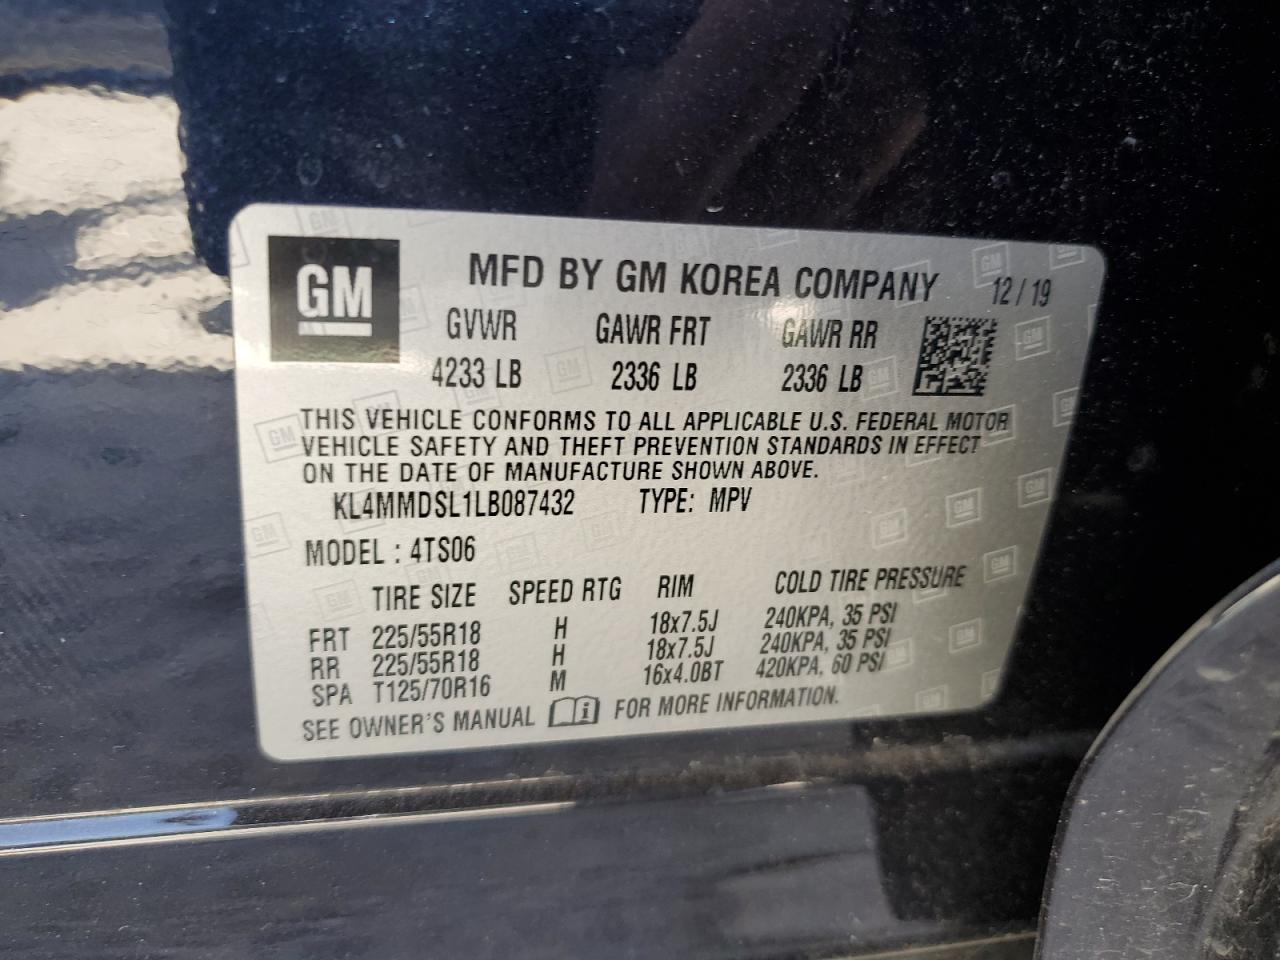 GM
MFD BY GM KOREA COMPANY 12 / 19
GVWR GAWR FRT GAWR RR
4233 LB 2336 LB 2336 LB
THIS VEHICLE CONFORMS TO ALL APPLICABLE U.S. FEDERAL MOTOR
VEHICLE SAFETY AND THEFT PREVENTION STANDARDS IN EFFECT
ON THE DATE OF MANUFACTURE SHOWN ABOVE.
KL4MMDSL1LB087432 TYPE: MPV
MODEL : 4TS06
TIRE SIZE SPEED RTG RIM COLD TIRE PRESSURE
FRT 225/55R18 H 18x7.5J 240KPA, 35 PSI
RR 225/55R18 H 18x7.5J 240KPA, 35 PSI
SPA T125/70R16 M 16x4.0BT 420KPA, 60 PSI
SEE OWNER'S MANUAL i FOR MORE INFORMATION.